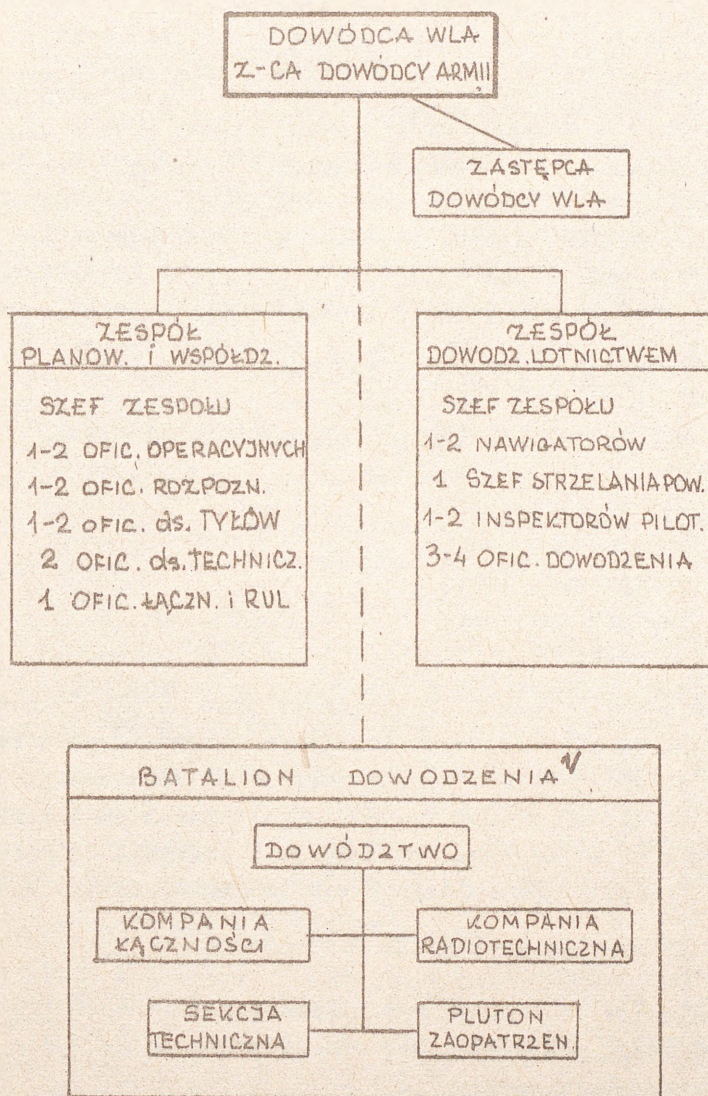 DOWÓDCA WLA
Z-CA DOWÓDCY ARMII
ZASTĘPCA
DOWÓDCY WLA
ZESPÓŁ
PLANOW. i WSPÓŁDZ.
SZEF ZESPOŁU
1-2 OFIC. OPERACYJNYCH
1-2 OFIC. ROZPOZN.
1-2 OFIC. ds. TYŁÓW
2 OFIC. ds. TECHNICZ.
1 OFIC. ŁĄCZN. i RUL
ZESPÓŁ
DOWODZ. LOTNICTWEM
SZEF ZESPOŁU
1-2 NAWIGATORÓW
1 SZEF STRZELANIA POW.
1-2 INSPEKTORÓW PILOT.
3-4 OFIC. DOWODZENIA
BATALION DOWODZENIA
DOWÓDZTWO
KOMPANIA
ŁĄCZNOŚCI
KOMPANIA
RADIOTECHNICZNA
SEKCJA
TECHNICZNA
PLUTON
ZAOPATRZEN.